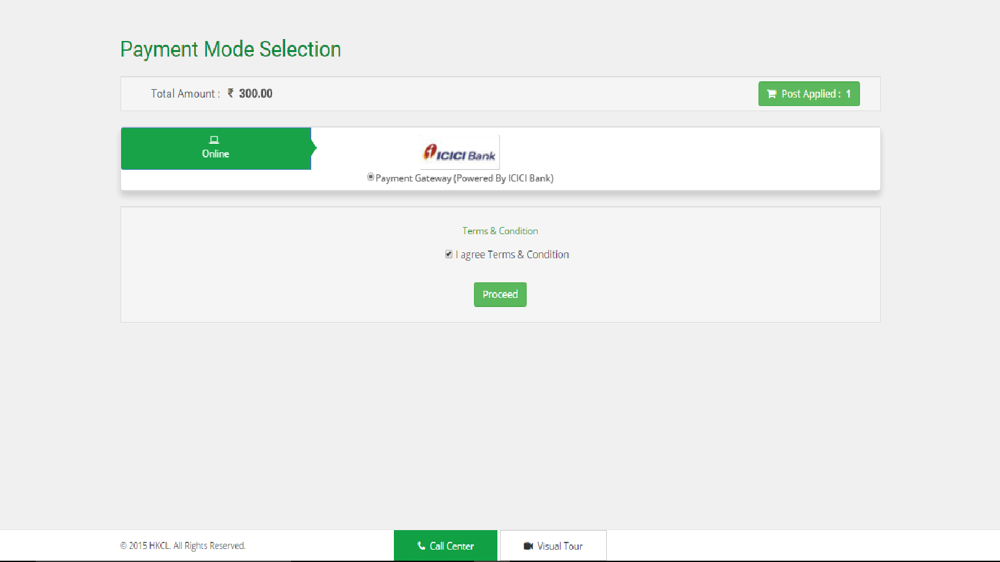 Payment Mode Selection
Total Amount : ₹ 300.00
Post Applied : 1
Online
ICICI Bank
Payment Gateway (Powered By ICICI Bank)
Terms & Condition
I agree Terms & Condition
Proceed
© 2015 HKCL. All Rights Reserved.
Call Center
Visual Tour